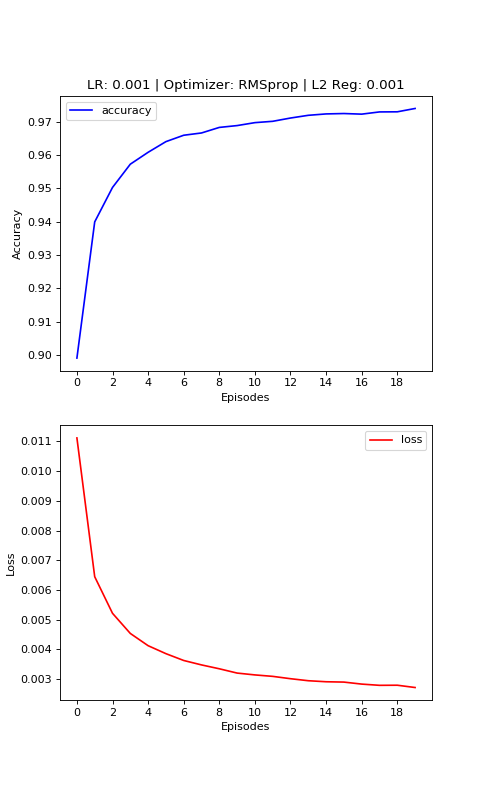 LR: 0.001 | Optimizer: RMSprop | L2 Reg: 0.001
accuracy
0.97
0.96
0.95
0.94
0.93
0.92
0.91
0.90
Accuracy
0 2 4 6 8 10 12 14 16 18
Episodes
loss
0.011
0.010
0.009
0.008
0.007
0.006
0.005
0.004
0.003
Loss
0 2 4 6 8 10 12 14 16 18
Episodes